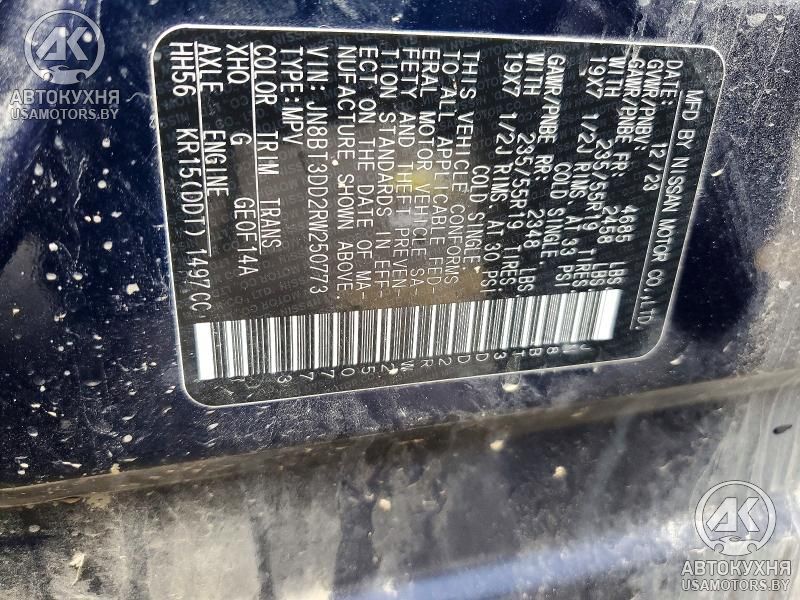 MFD BY NISSAN MOTOR CO.,LTD.
DATE: 12/23
GVWR/PNBV: 4685 LBS
GAWR/PNBE FR: 2458 LBS
WITH 235/55R19 TIRES
19X7 1/2J RIMS AT 33 PSI
COLD SINGLE
GAWR/PNBE RR: 2348 LBS
WITH 235/55R19 TIRES
19X7 1/2J RIMS AT 30 PSI
COLD SINGLE
THIS VEHICLE CONFORMS
TO ALL APPLICABLE FED-
ERAL MOTOR VEHICLE SA-
FETY AND THEFT PREVEN-
TION STANDARDS IN EFF-
ECT ON THE DATE OF MA-
NUFACTURE SHOWN ABOVE.
VIN: JN8BT3DD2RW250773
TYPE:MPV
COLOR TRIM TRANS
XHO G GE0F14A
AXLE ENGINE
HH56 KR15(DDT) 1497CC
JN8BT3DD2RW250773
АК
АВТОКУХНЯ
USAMOTORS.BY
АК
АВТОКУХНЯ
USAMOTORS.BY